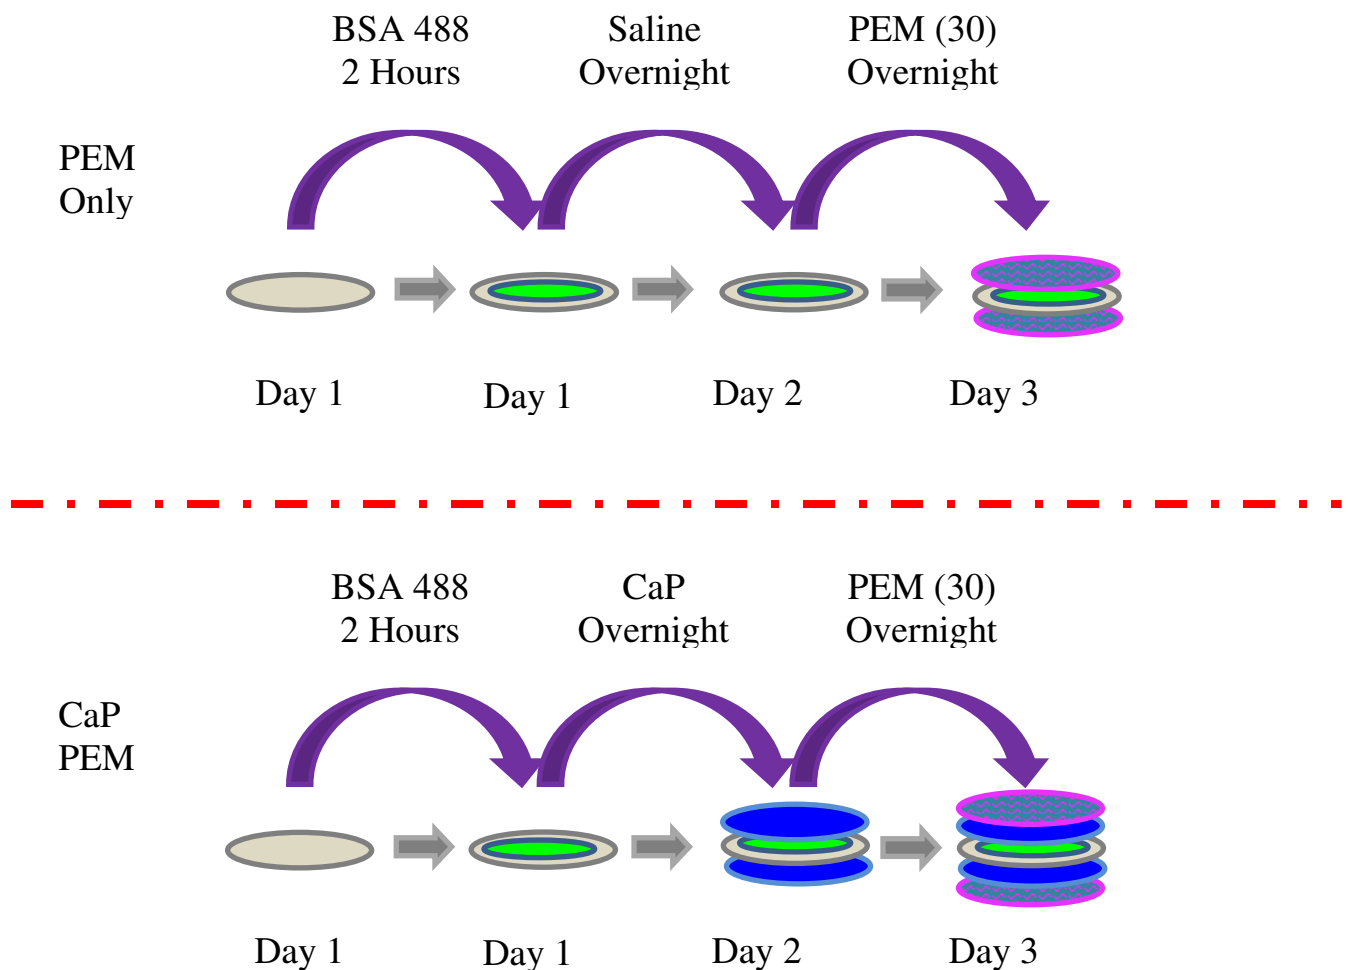 BSA 488
2 Hours
Saline
Overnight
PEM (30)
Overnight
PEM
Only
Day 1
Day 1
Day 2
Day 3
BSA 488
2 Hours
CaP
Overnight
PEM (30)
Overnight
CaP
PEM
Day 1
Day 1
Day 2
Day 3